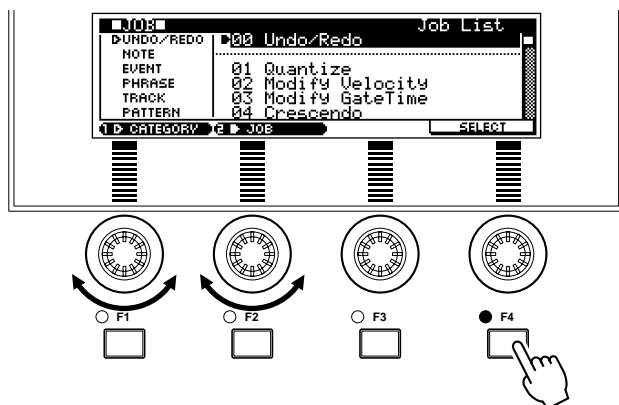 JOB Job List
UNDO/REDO 00 Undo/Redo
NOTE
EVENT 01 Quantize
PHRASE 02 Modify Velocity
TRACK 03 Modify GateTime
PATTERN 04 Crescendo
1 CATEGORY 2 JOB SELECT
F1 F2 F3 F4